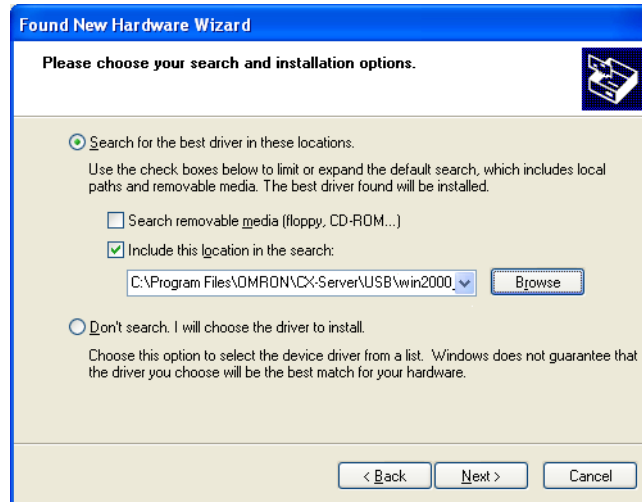 Found New Hardware Wizard
Please choose your search and installation options.
Search for the best driver in these locations.
Use the check boxes below to limit or expand the default search, which includes local
paths and removable media. The best driver found will be installed.
Search removable media (floppy, CD-ROM...)
Include this location in the search:
C:\Program Files\OMRON\CX-Server\USB\win2000_
Browse
Don't search. I will choose the driver to install.
Choose this option to select the device driver from a list. Windows does not guarantee that
the driver you choose will be the best match for your hardware.
< Back Next > Cancel